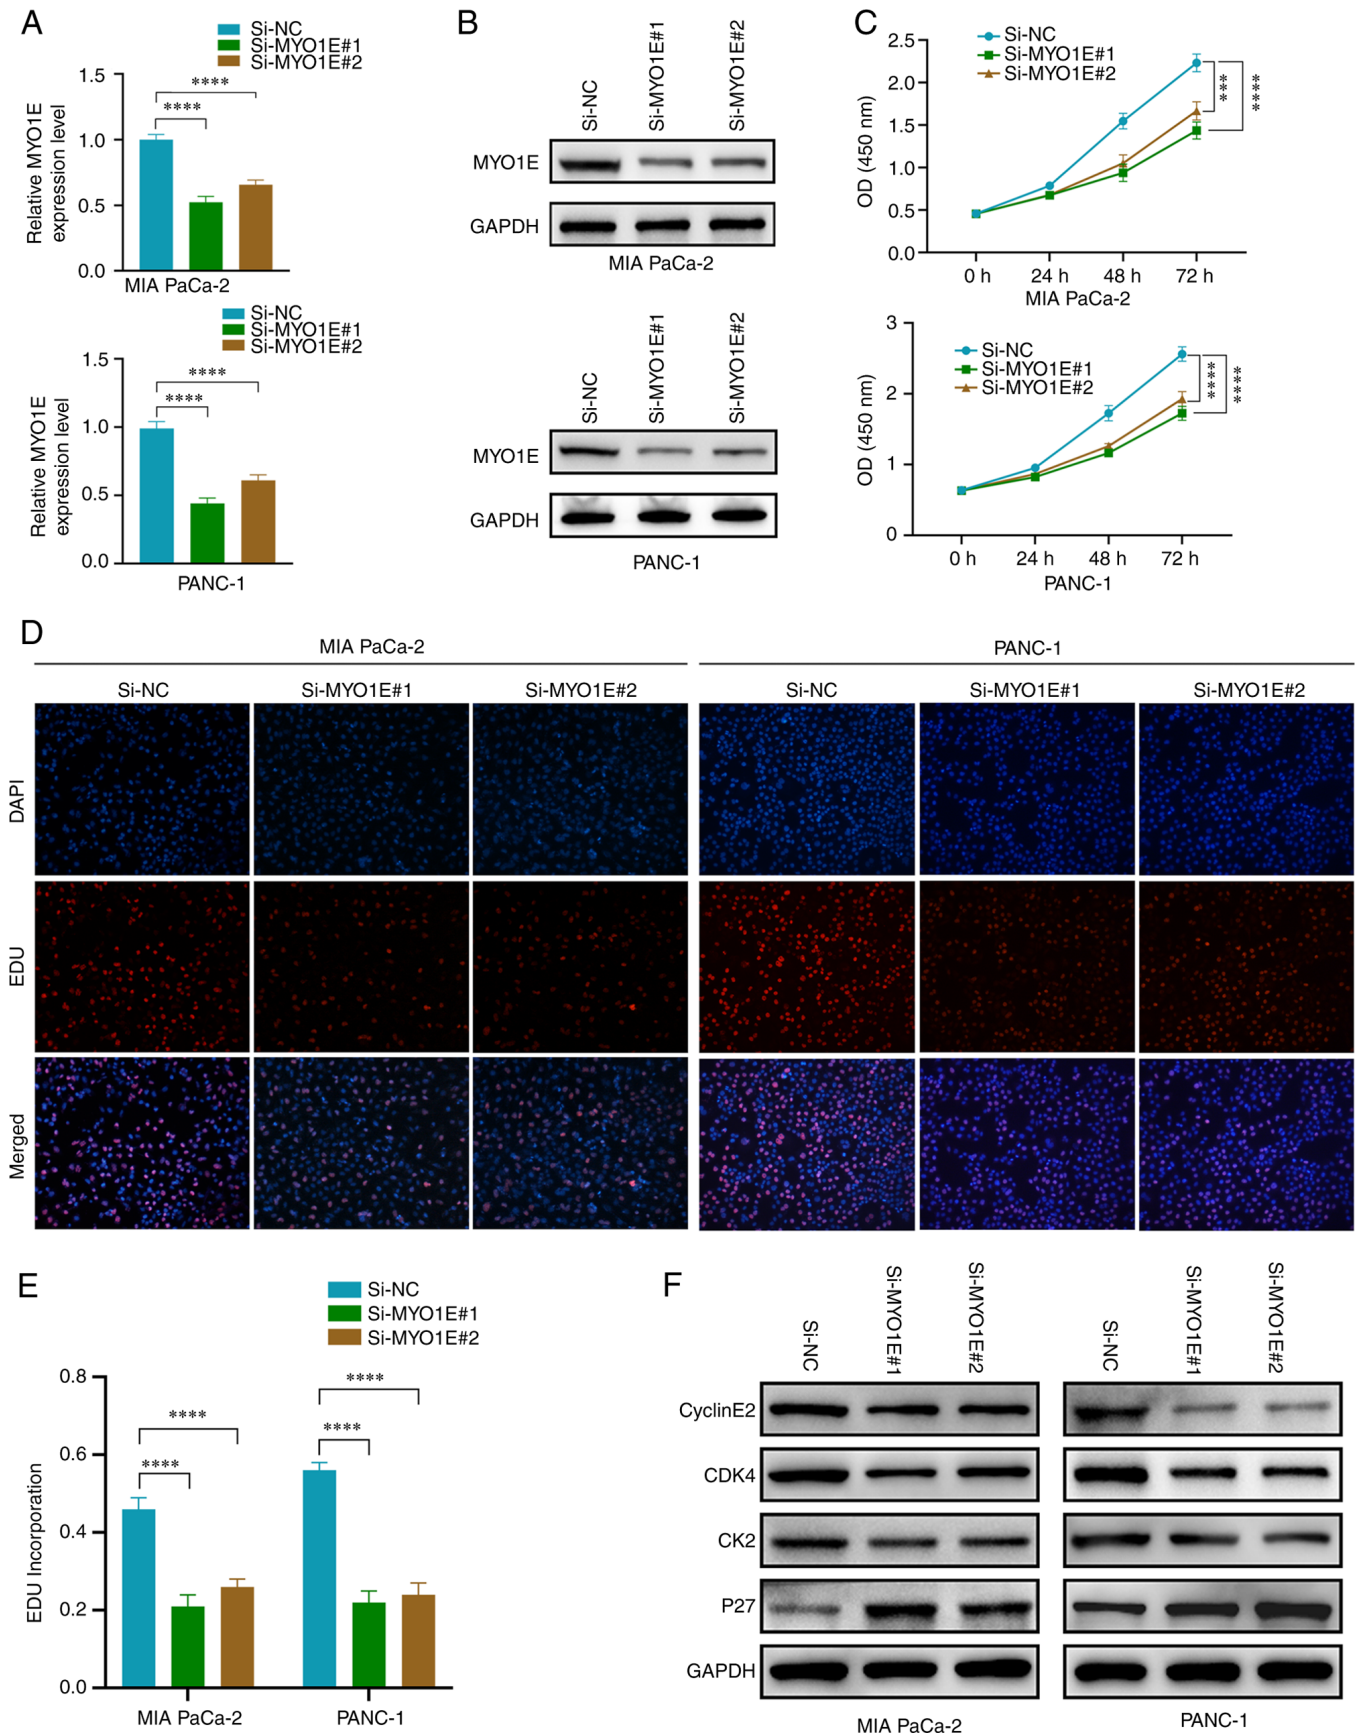 A
Si-NC
Si-MYO1E#1
Si-MYO1E#2
Relative MYO1E
expression level
1.5
1.0
0.5
0.0
****
****
MIA PaCa-2
Si-NC
Si-MYO1E#1
Si-MYO1E#2
Relative MYO1E
expression level
1.5
1.0
0.5
0.0
****
****
PANC-1
B
Si-NC
Si-MYO1E#1
Si-MYO1E#2
MYO1E
GAPDH
MIA PaCa-2
Si-NC
Si-MYO1E#1
Si-MYO1E#2
MYO1E
GAPDH
PANC-1
C
Si-NC
Si-MYO1E#1
Si-MYO1E#2
OD (450 nm)
2.5
2.0
1.5
1.0
0.5
0.0
***
****
0 h 24 h 48 h 72 h
MIA PaCa-2
Si-NC
Si-MYO1E#1
Si-MYO1E#2
OD (450 nm)
3
2
1
0
****
****
0 h 24 h 48 h 72 h
PANC-1
D
MIA PaCa-2 PANC-1
Si-NC Si-MYO1E#1 Si-MYO1E#2 Si-NC Si-MYO1E#1 Si-MYO1E#2
DAPI
EDU
Merged
E
Si-NC
Si-MYO1E#1
Si-MYO1E#2
EDU Incorporation
0.8
0.6
0.4
0.2
0.0
****
****
****
****
MIA PaCa-2 PANC-1
F
Si-NC Si-MYO1E#1 Si-MYO1E#2 Si-NC Si-MYO1E#1 Si-MYO1E#2
CyclinE2
CDK4
CK2
P27
GAPDH
MIA PaCa-2 PANC-1